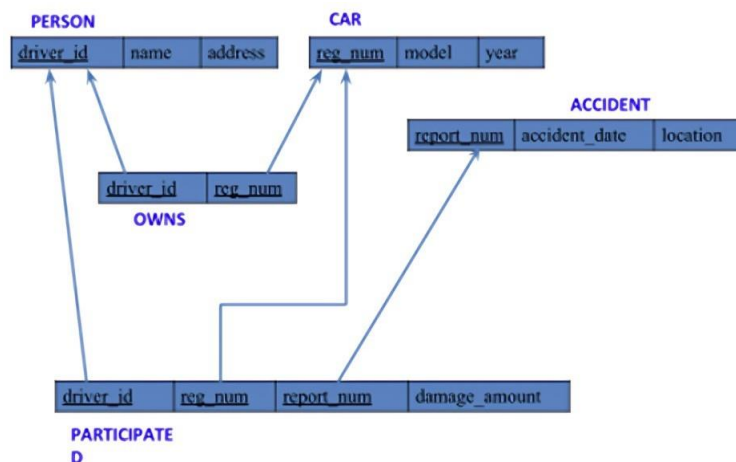 PERSON CAR
driver_id name address reg_num model year
ACCIDENT
report_num accident_date location
driver_id reg_num
OWNS
driver_id reg_num report_num damage_amount
PARTICIPATE
D